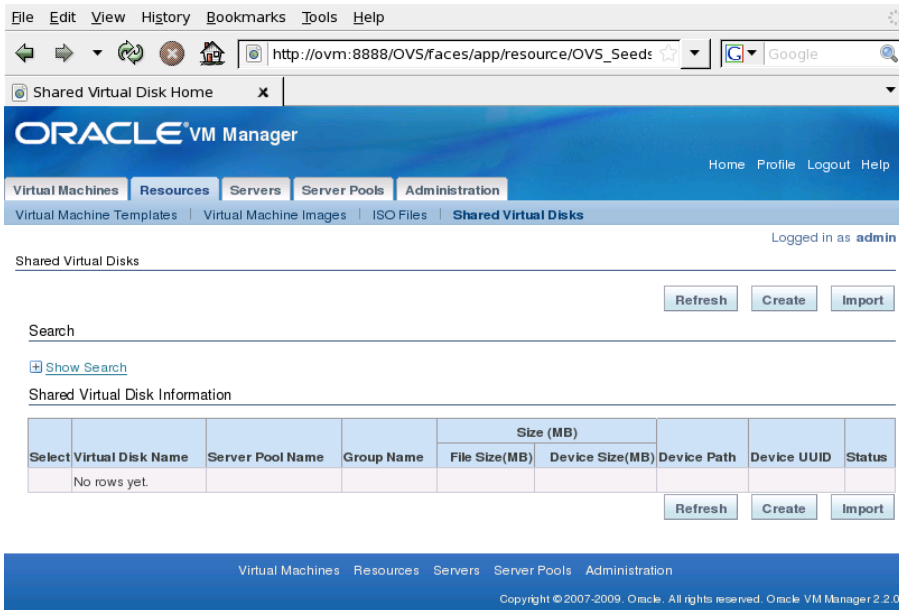 File Edit View History Bookmarks Tools Help
http://ovm:8888/OVS/faces/app/resource/OVS_Seeds
G Google
Shared Virtual Disk Home x
ORACLE VM Manager
Home Profile Logout Help
Virtual Machines Resources Servers Server Pools Administration
Virtual Machine Templates | Virtual Machine Images | ISO Files | Shared Virtual Disks
Logged in as admin
Shared Virtual Disks
Refresh Create Import
Search
Show Search
Shared Virtual Disk Information
Size (MB)
Select Virtual Disk Name Server Pool Name Group Name File Size(MB) Device Size(MB) Device Path Device UUID Status
No rows yet.
Refresh Create Import
Virtual Machines Resources Servers Server Pools Administration
Copyright ©2007-2009. Oracle. All rights reserved. Oracle VM Manager 2.2.0